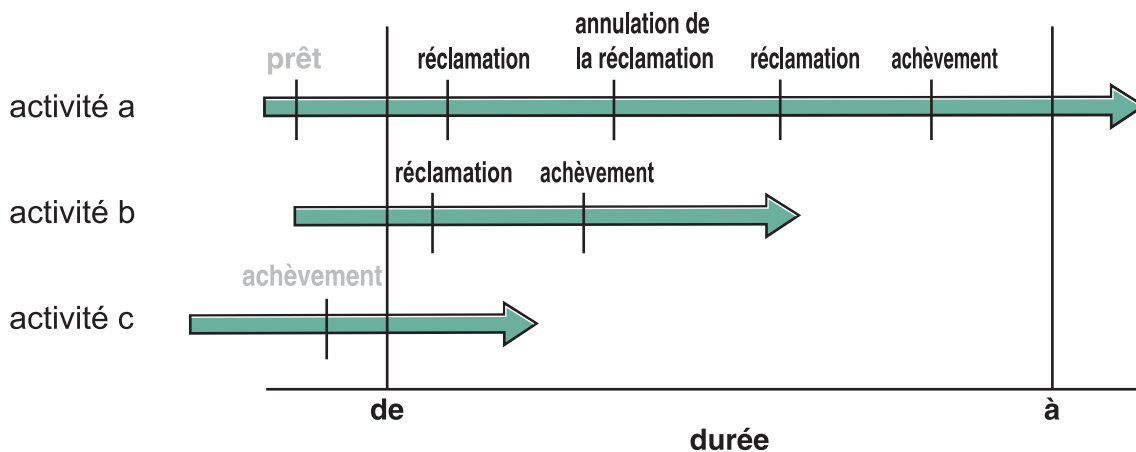 annulation de
prêt réclamation la réclamation réclamation achèvement
activité a
réclamation achèvement
activité b
achèvement
activité c
de à
durée